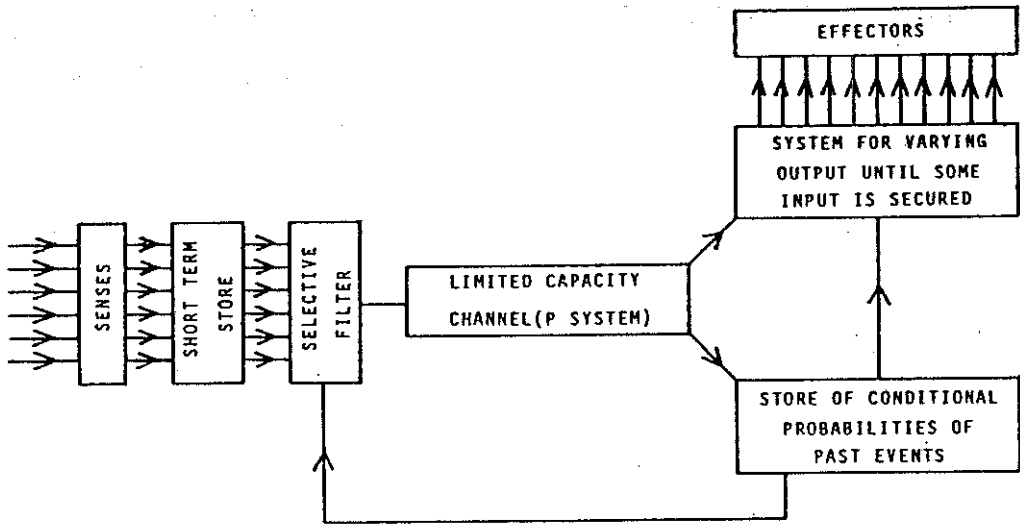 EFFECTORS
SYSTEM FOR VARYING
OUTPUT UNTIL SOME
INPUT IS SECURED
SENSES
SHORT TERM
STORE
SELECTIVE
FILTER
LIMITED CAPACITY
CHANNEL(P SYSTEM)
STORE OF CONDITIONAL
PROBABILITIES OF
PAST EVENTS